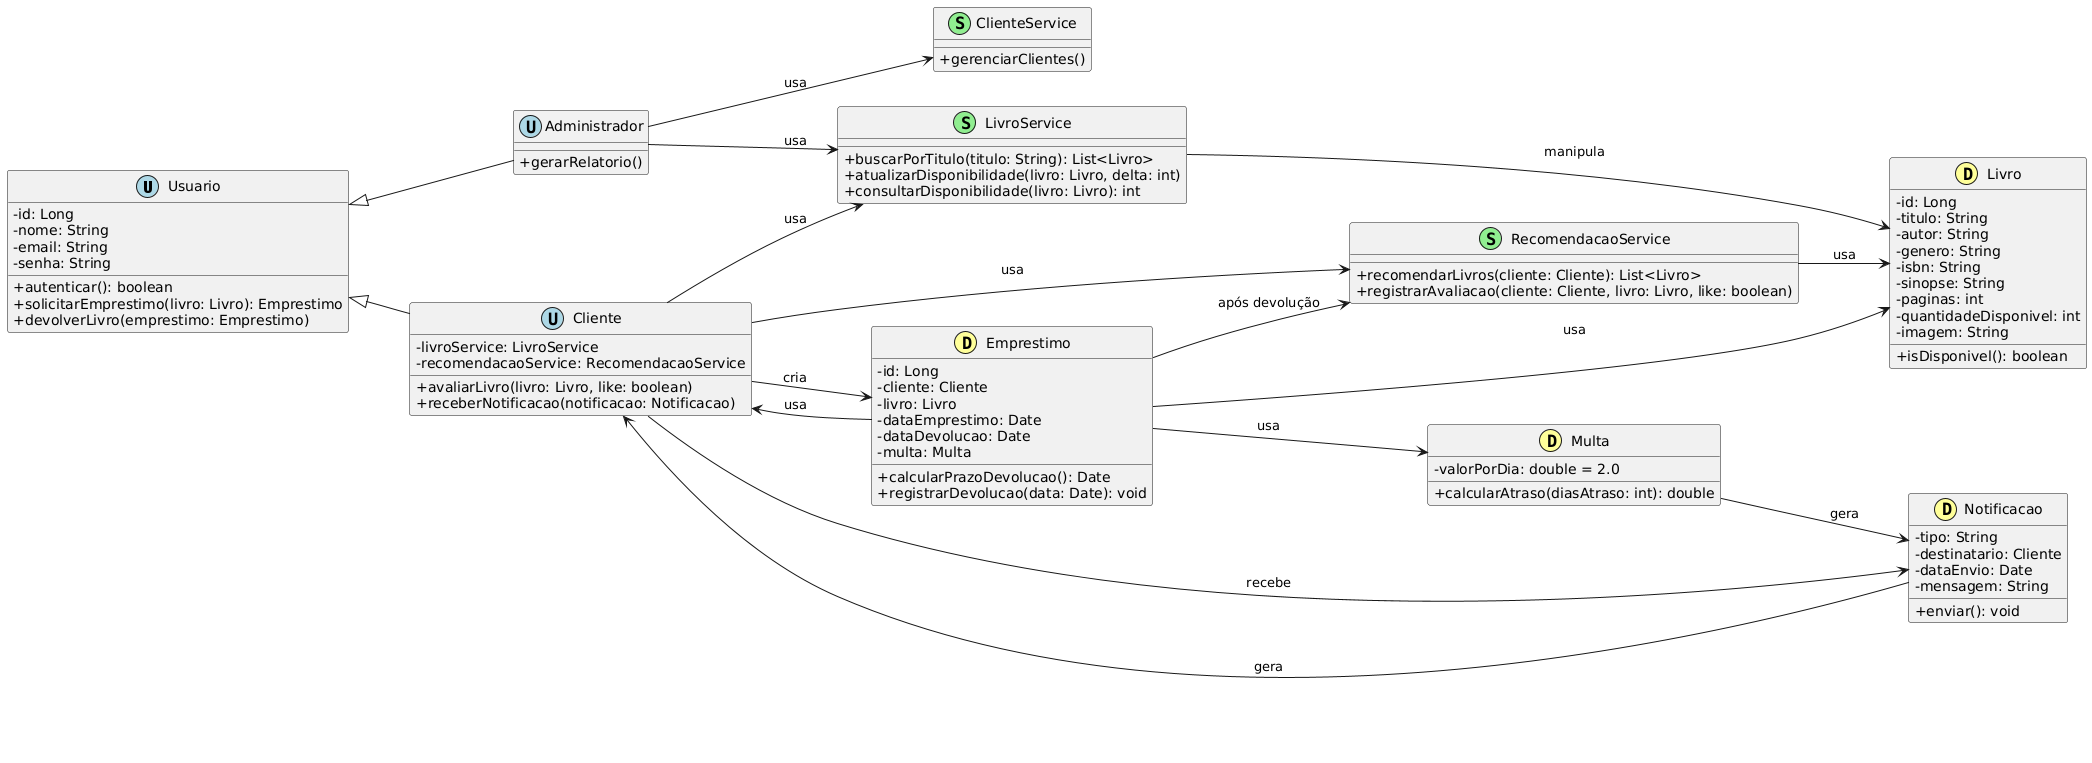 S ClienteService
+gerenciarClientes()
usa
U Administrador
+gerarRelatorio()
usa
S LivroService
+buscarPorTitulo(titulo: String): List<Livro>
+atualizarDisponibilidade(livro: Livro, delta: int)
+consultarDisponibilidade(livro: Livro): int
manipula
U Usuario
-id: Long
-nome: String
-email: String
-senha: String
+autenticar(): boolean
+solicitarEmprestimo(livro: Livro): Emprestimo
+devolverLivro(emprestimo: Emprestimo)
usa
D Livro
-id: Long
-titulo: String
-autor: String
-genero: String
-isbn: String
-sinopse: String
-paginas: int
-quantidadeDisponivel: int
-imagem: String
+isDisponivel(): boolean
S RecomendacaoService
+recomendarLivros(cliente: Cliente): List<Livro>
+registrarAvaliacao(cliente: Cliente, livro: Livro, like: boolean)
usa
usa
após devolução
usa
U Cliente
-livroService: LivroService
-recomendacaoService: RecomendacaoService
+avaliarLivro(livro: Livro, like: boolean)
+receberNotificacao(notificacao: Notificacao)
cria
usa
D Emprestimo
-id: Long
-cliente: Cliente
-livro: Livro
-dataEmprestimo: Date
-dataDevolucao: Date
-multa: Multa
+calcularPrazoDevolucao(): Date
+registrarDevolucao(data: Date): void
usa
D Multa
-valorPorDia: double = 2.0
+calcularAtraso(diasAtraso: int): double
gera
D Notificacao
-tipo: String
-destinatario: Cliente
-dataEnvio: Date
-mensagem: String
+enviar(): void
recebe
gera